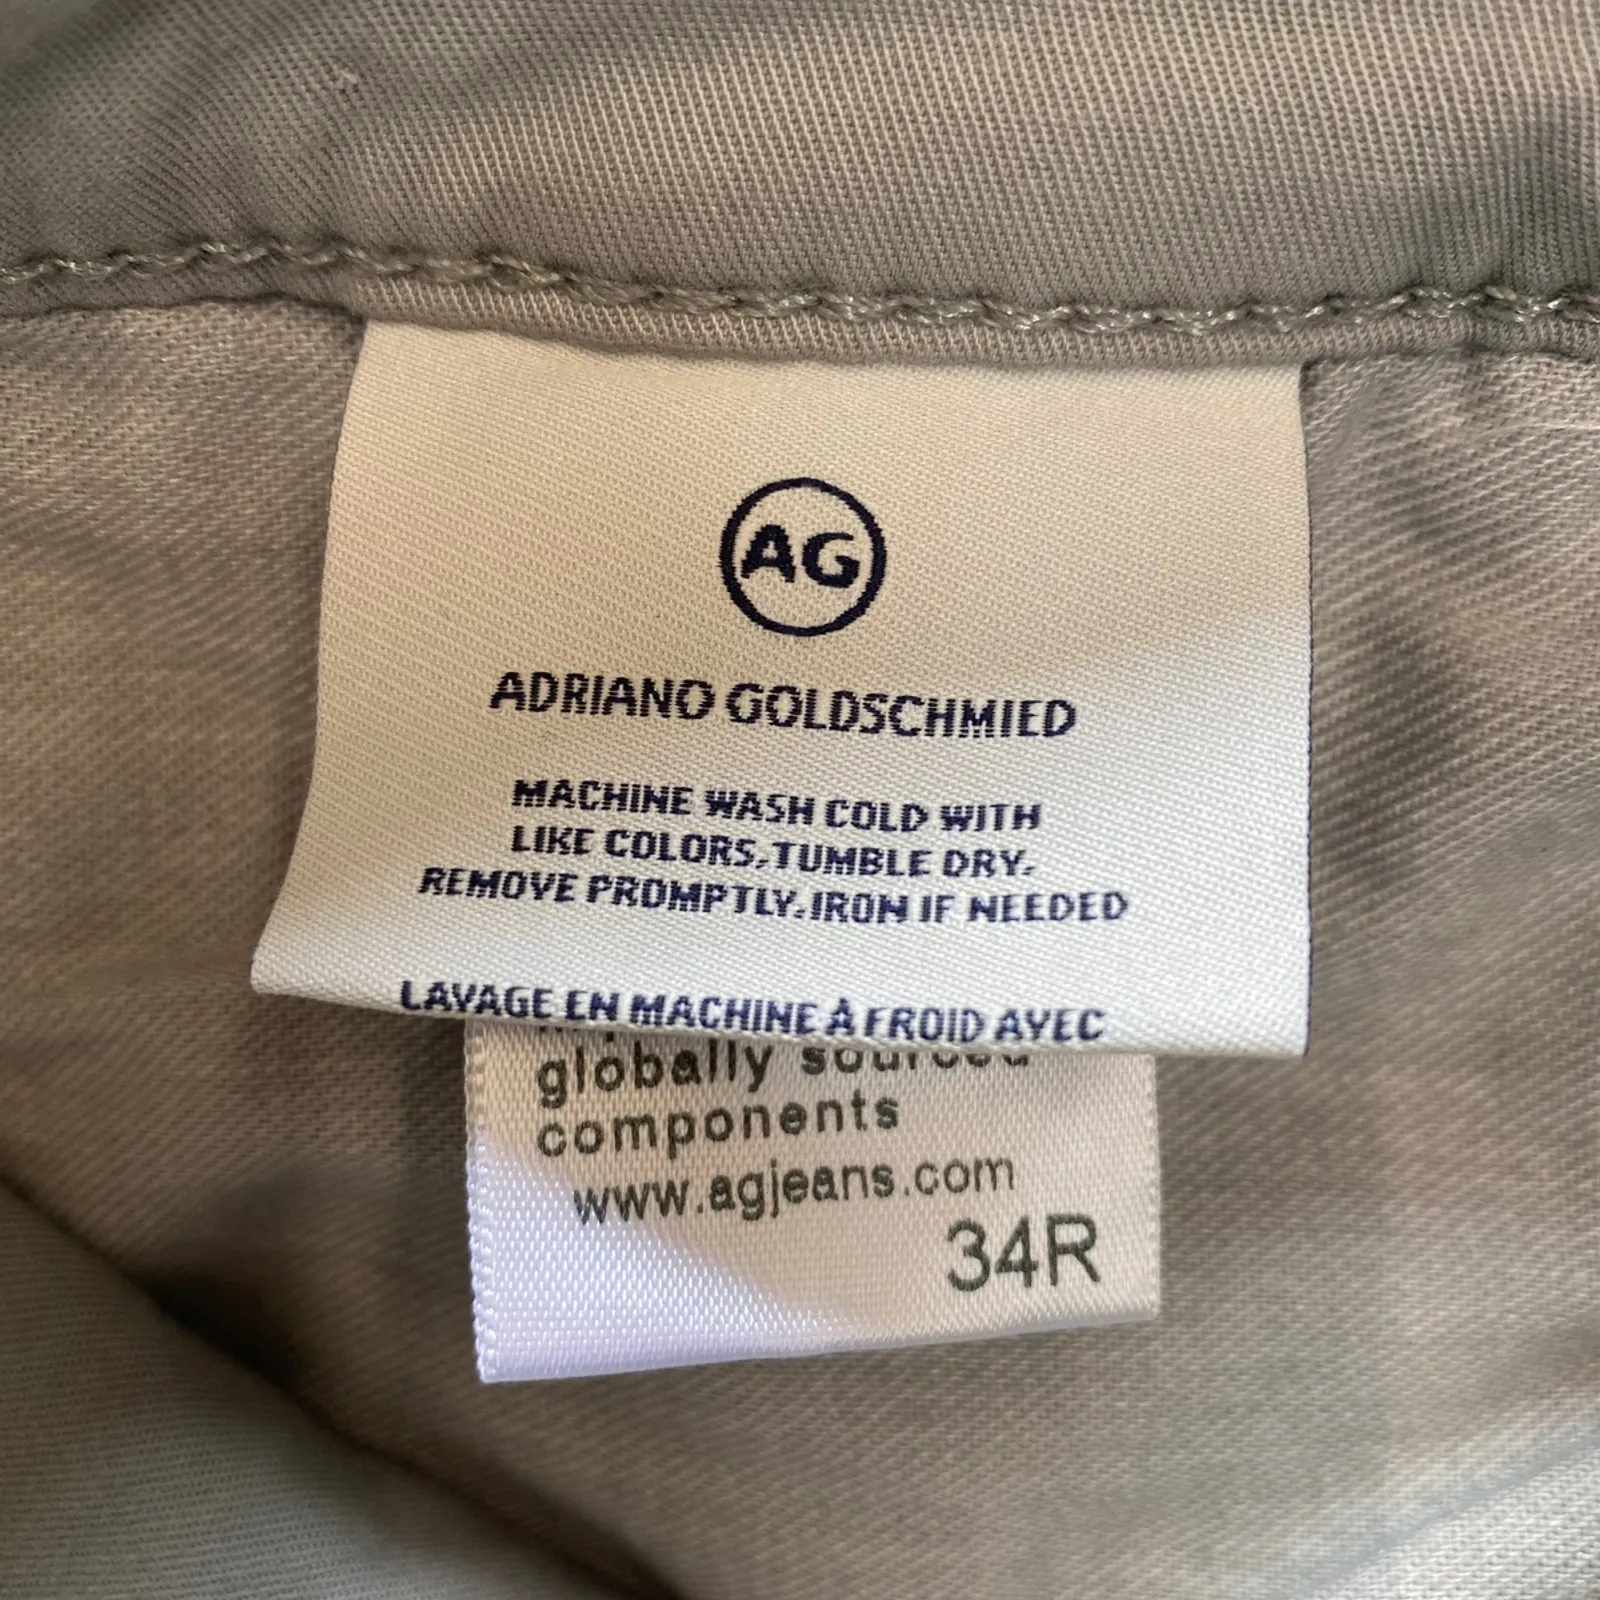 AG
ADRIANO GOLDSCHMIED
MACHINE WASH COLD WITH
LIKE COLORS, TUMBLE DRY.
REMOVE PROMPTLY. IRON IF NEEDED
LAVAGE EN MACHINE À FROID AVEC
globally sourced
components
www.agjeans.com
34R